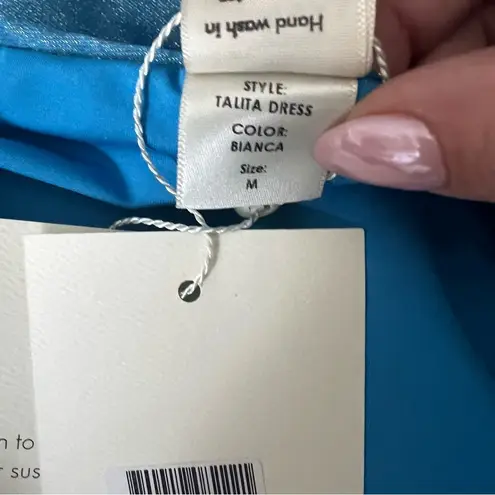 Hand wash in
STYLE:
TALITA DRESS
COLOR:
BIANCA
Size:
M
to
sus